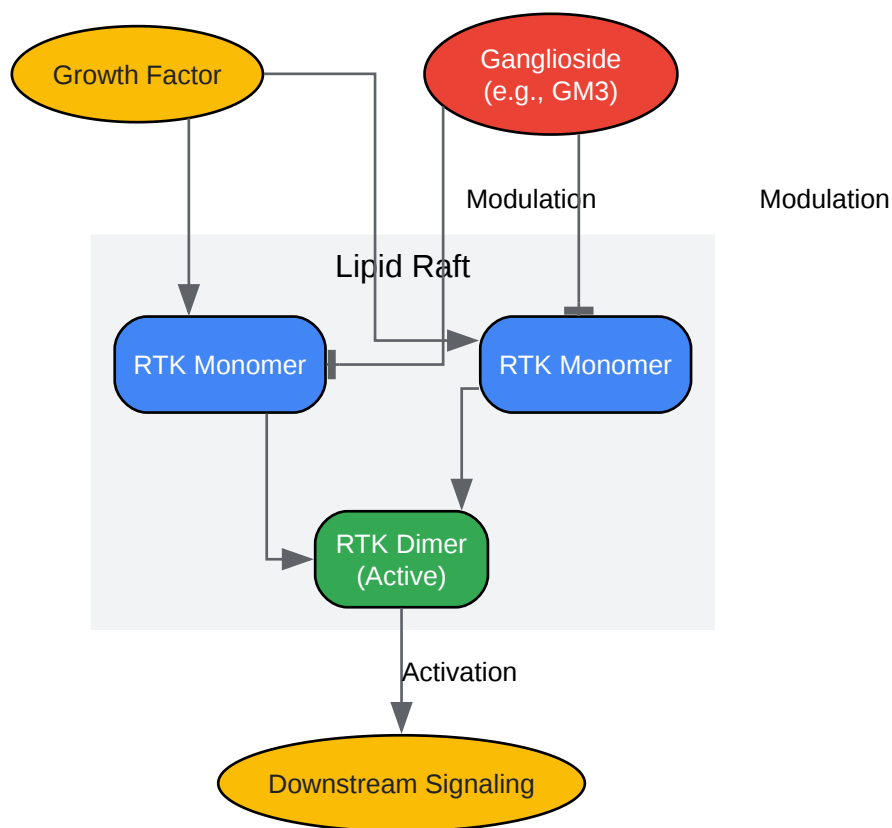 Growth Factor
Ganglioside
(e.g., GM3)
Modulation
Modulation
Lipid Raft
RTK Monomer
RTK Monomer
RTK Dimer
(Active)
Activation
Downstream Signaling